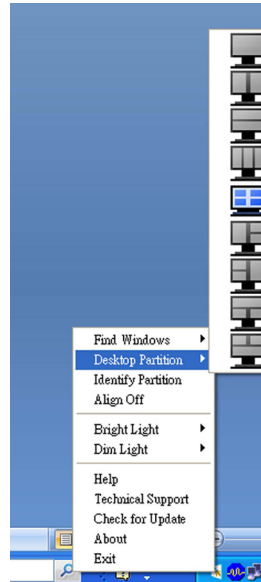 Find Windows
Desktop Partition
Identify Partition
Align Off
Bright Light
Dim Light
Help
Technical Support
Check for Update
About
Exit